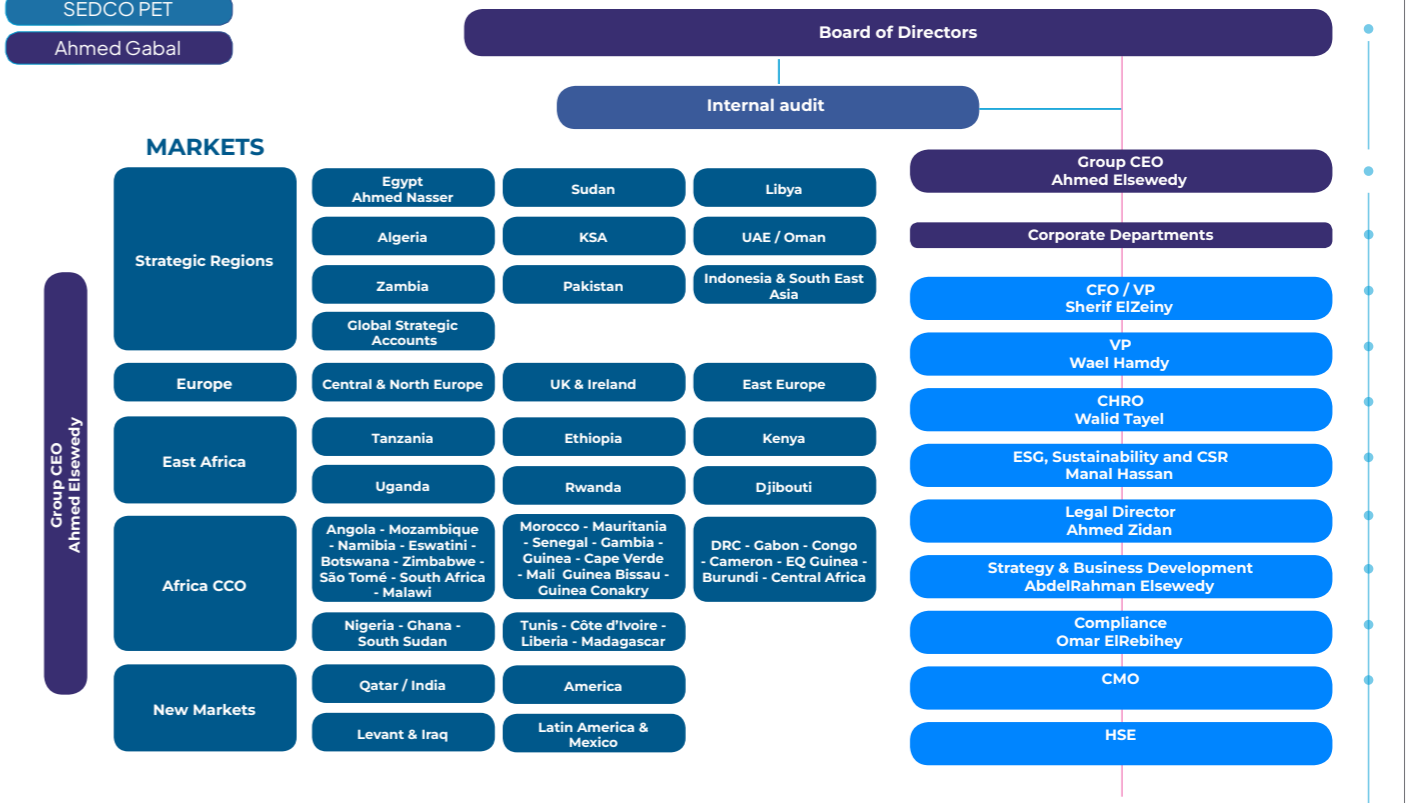 SEDCO PET
Ahmed Gabal
Board of Directors
Internal audit
MARKETS
Group CEO
Ahmed Elsewedy
Strategic Regions
Egypt
Ahmed Nasser
Sudan
Libya
Algeria
KSA
UAE / Oman
Zambia
Pakistan
Indonesia & South East
Asia
Global Strategic
Accounts
Europe
Central & North Europe
UK & Ireland
East Europe
East Africa
Tanzania
Ethiopia
Kenya
Uganda
Rwanda
Djibouti
Africa CCO
Angola - Mozambique
- Namibia - Eswatini -
Botswana - Zimbabwe -
São Tomé - South Africa
- Malawi
Morocco - Mauritania
- Senegal - Gambia -
Guinea - Cape Verde
- Mali Guinea Bissau -
Guinea Conakry
DRC - Gabon - Congo
- Cameron - EQ Guinea -
Burundi - Central Africa
Nigeria - Ghana -
South Sudan
Tunis - Côte d’Ivoire -
Liberia - Madagascar
New Markets
Qatar / India
America
Levant & Iraq
Latin America &
Mexico
Group CEO
Ahmed Elsewedy
Corporate Departments
CFO / VP
Sherif ElZeiny
VP
Wael Hamdy
CHRO
Walid Tayel
ESG, Sustainability and CSR
Manal Hassan
Legal Director
Ahmed Zidan
Strategy & Business Development
AbdelRahman Elsewedy
Compliance
Omar ElRebihey
CMO
HSE